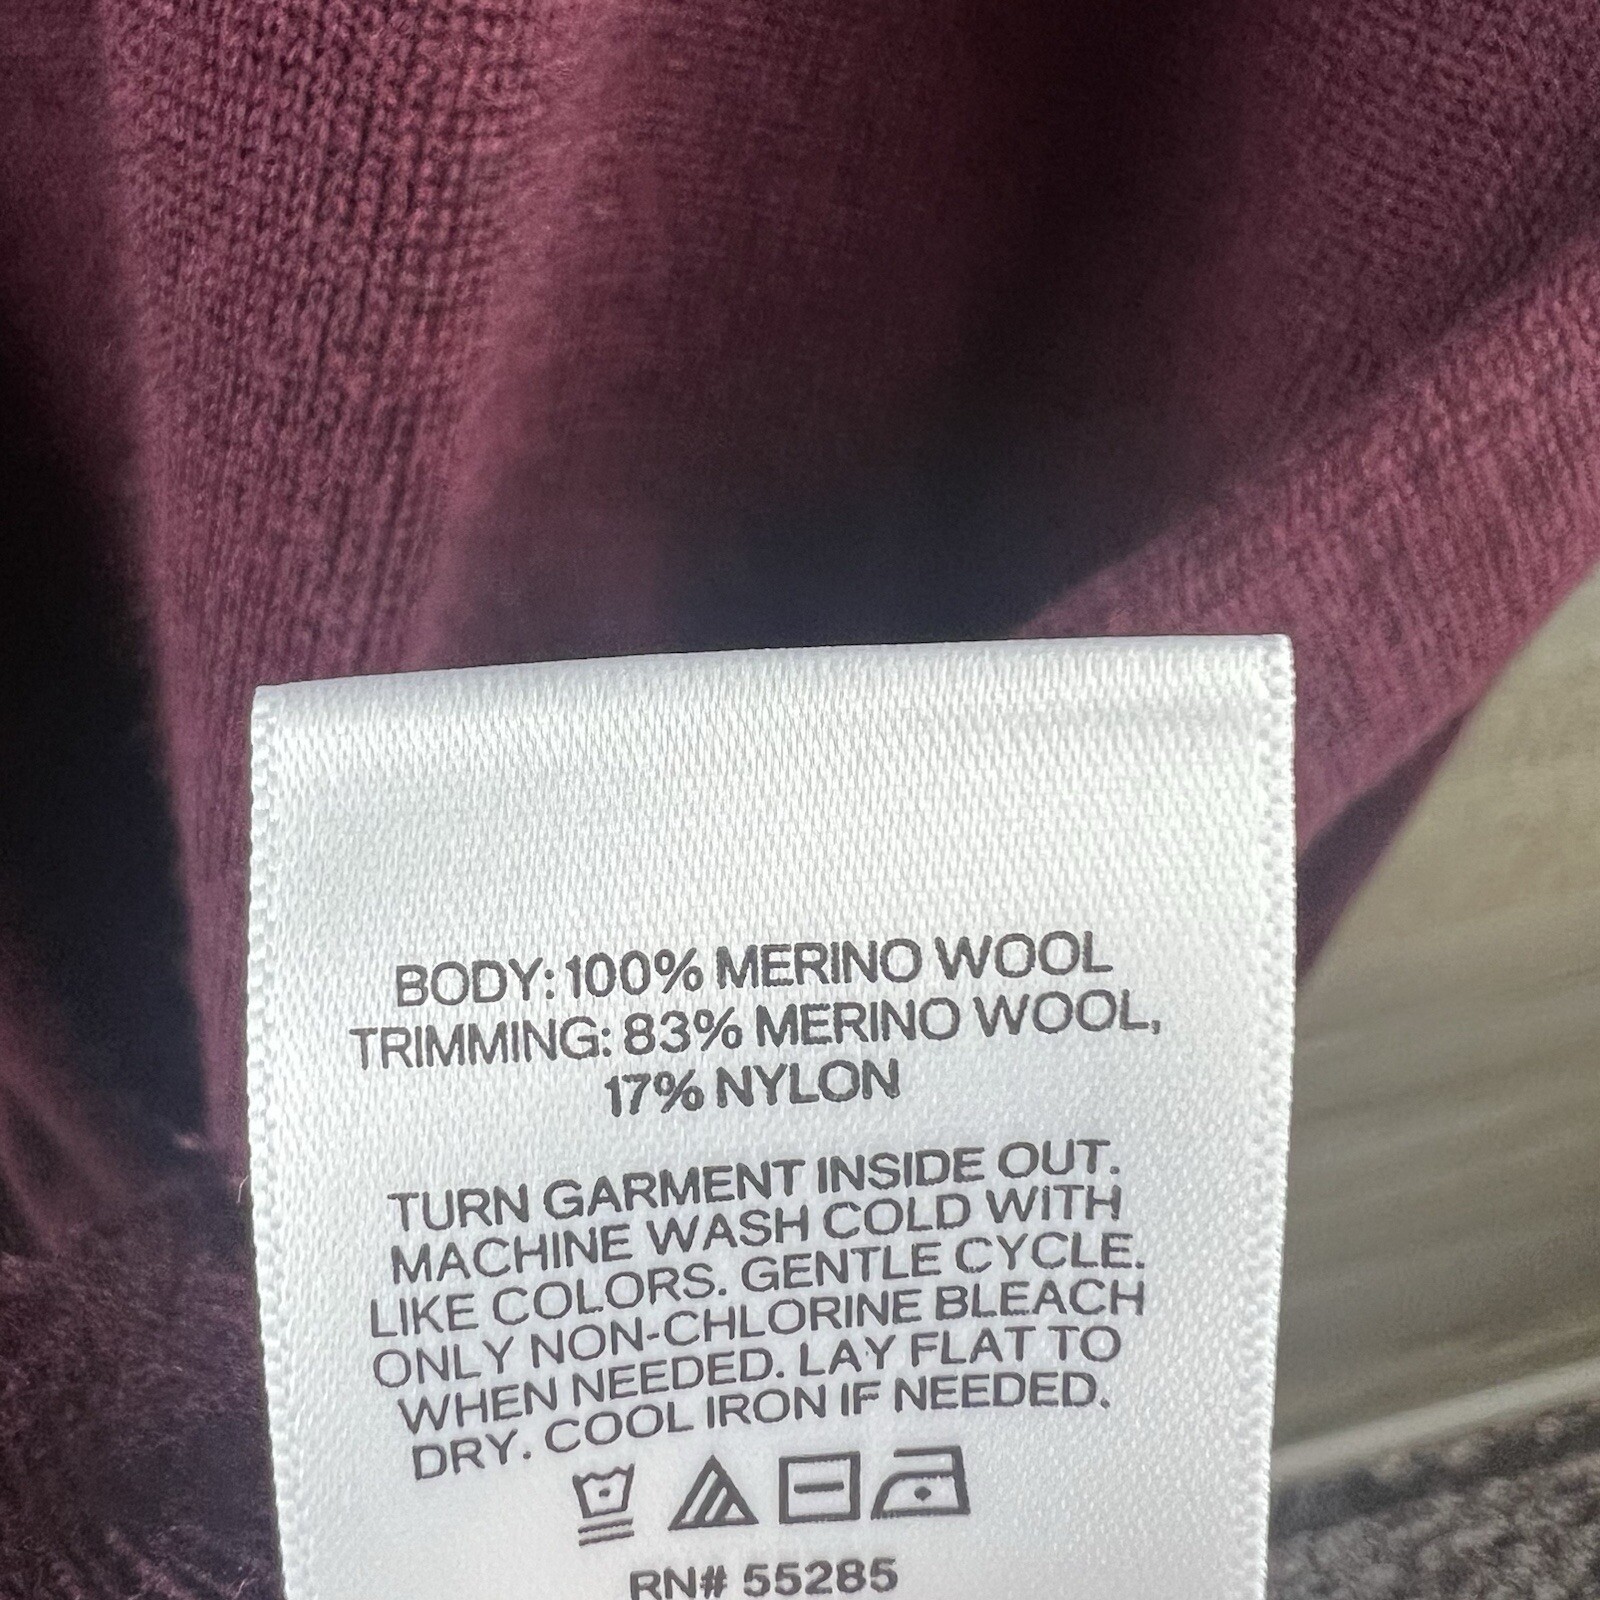 BODY: 100% MERINO WOOL
TRIMMING: 83% MERINO WOOL,
17% NYLON
TURN GARMENT INSIDE OUT.
MACHINE WASH COLD WITH
LIKE COLORS. GENTLE CYCLE.
ONLY NON-CHLORINE BLEACH
WHEN NEEDED. LAY FLAT TO
DRY. COOL IRON IF NEEDED.
RN# 55285